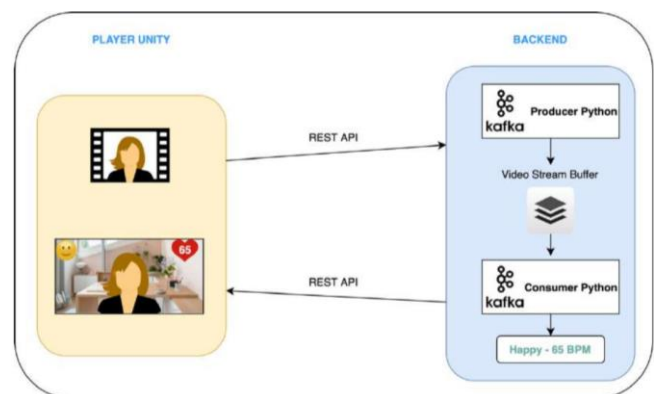 PLAYER UNITY
BACKEND
REST API
kafka
Producer Python
Video Stream Buffer
65
REST API
kafka
Consumer Python
Happy - 65 BPM